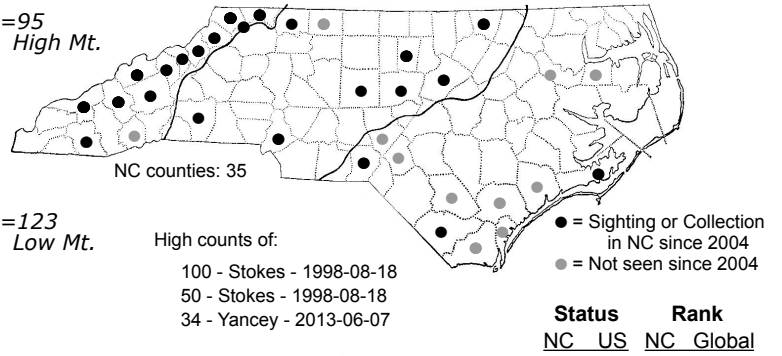 =95
High Mt.
NC counties: 35
=123
Low Mt.
High counts of:
100 - Stokes - 1998-08-18
50 - Stokes - 1998-08-18
34 - Yancey - 2013-06-07
= Sighting or Collection
in NC since 2004
= Not seen since 2004
Status Rank
NC US NC Global